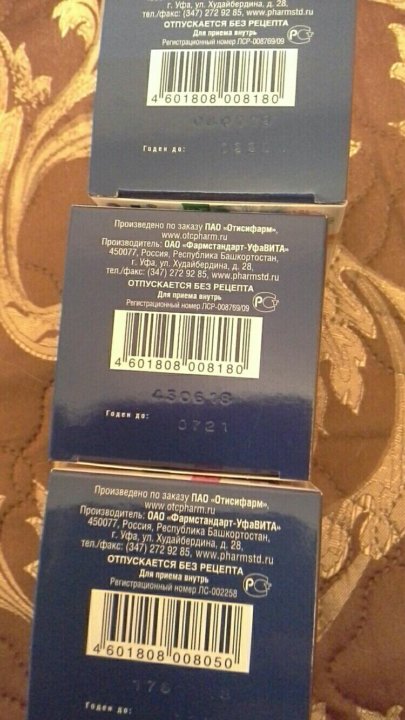 г. Уфа, ул. Худайбердина, д. 28,
тел./факс: (347) 272 92 85, www.pharmstd.ru
ОТПУСКАЕТСЯ БЕЗ РЕЦЕПТА
Для приема внутрь
Регистрационный номер ЛСР-008769/09
4 601808 008180
Годен до:
Произведено по заказу ПАО «Отисифарм»,
www.otcpharm.ru
Производитель: ОАО «Фармстандарт-УфаВИТА»
450077, Россия, Республика Башкортостан,
г. Уфа, ул. Худайбердина, д. 28,
тел./факс: (347) 272 92 85, www.pharmstd.ru
ОТПУСКАЕТСЯ БЕЗ РЕЦЕПТА
Для приема внутрь
Регистрационный номер ЛСР-008769/09
4 601808 008180
430618
Годен до:
0721
Произведено по заказу ПАО «Отисифарм»,
www.otcpharm.ru
Производитель: ОАО «Фармстандарт-УфаВИТА»
450077, Россия, Республика Башкортостан,
г. Уфа, ул. Худайбердина, д. 28,
тел./факс: (347) 272 92 85, www.pharmstd.ru
ОТПУСКАЕТСЯ БЕЗ РЕЦЕПТА
Для приема внутрь
Регистрационный номер ЛС-002258
4 601808 008050
Годен до: